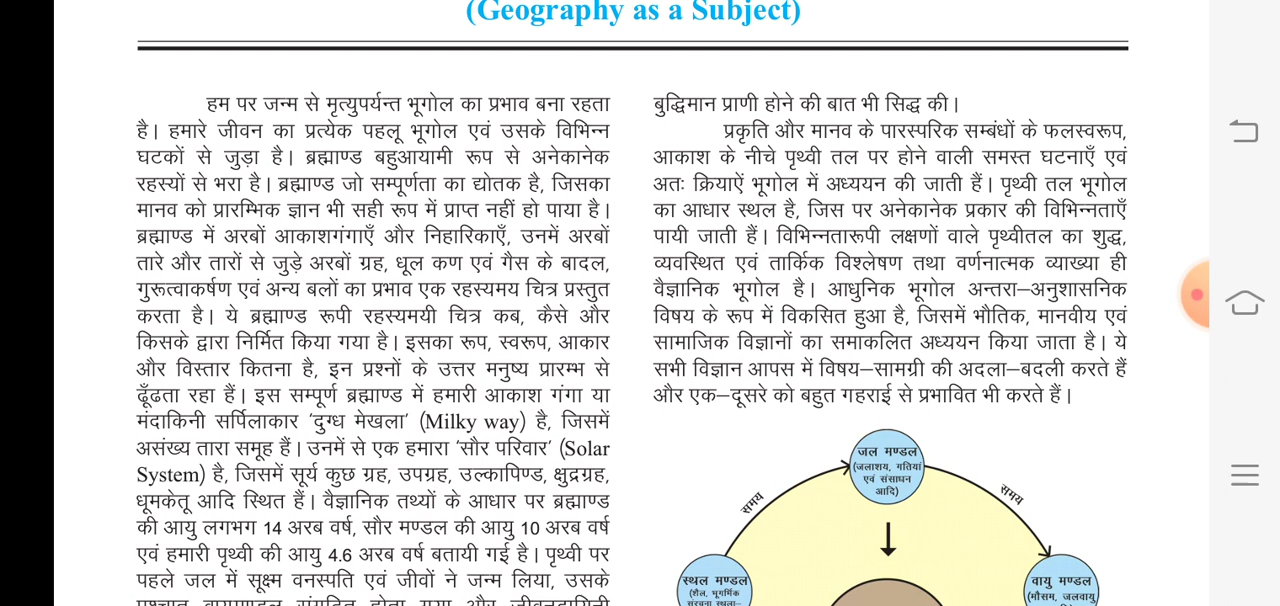 (Geography as a Subject)
हम पर जन्म से मृत्युपर्यन्त भूगोल का प्रभाव बना रहता
है। हमारे जीवन का प्रत्येक पहलू भूगोल एवं उसके विभिन्न
घटकों से जुड़ा है। ब्रह्माण्ड बहुआयामी रूप से अनेकानेक
रहस्यों से भरा है। ब्रह्माण्ड जो सम्पूर्णता का द्योतक है, जिसका
मानव को प्रारम्भिक ज्ञान भी सही रूप में प्राप्त नहीं हो पाया है।
ब्रह्माण्ड में अरबों आकाशगंगाएँ और निहारिकाएँ, उनमें अरबों
तारे और तारों से जुड़े अरबों ग्रह, धूल कण एवं गैस के बादल,
गुरूत्वाकर्षण एवं अन्य बलों का प्रभाव एक रहस्यमय चित्र प्रस्तुत
करता है। ये ब्रह्माण्ड रूपी रहस्यमयी चित्र कब, कैसे और
किसके द्वारा निर्मित किया गया है। इसका रूप, स्वरूप, आकार
और विस्तार कितना है, इन प्रश्नों के उत्तर मनुष्य प्रारम्भ से
ढूँढता रहा हैं। इस सम्पूर्ण ब्रह्माण्ड में हमारी आकाश गंगा या
मंदाकिनी सर्पिलाकार 'दुग्ध मेखला' (Milky way) है, जिसमें
असंख्य तारा समूह हैं। उनमें से एक हमारा 'सौर परिवार' (Solar
System) है, जिसमें सूर्य कुछ ग्रह, उपग्रह, उल्कापिण्ड, क्षुद्रग्रह,
धूमकेतू आदि स्थित हैं। वैज्ञानिक तथ्यों के आधार पर ब्रह्माण्ड
की आयु लगभग 14 अरब वर्ष, सौर मण्डल की आयु 10 अरब वर्ष
एवं हमारी पृथ्वी की आयु 4.6 अरब वर्ष बतायी गई है। पृथ्वी पर
पहले जल में सूक्ष्म वनस्पति एवं जीवों ने जन्म लिया, उसके
बुद्धिमान प्राणी होने की बात भी सिद्ध की।
प्रकृति और मानव के पारस्परिक सम्बंधों के फलस्वरूप,
आकाश के नीचे पृथ्वी तल पर होने वाली समस्त घटनाएँ एवं
अतः क्रियाऐं भूगोल में अध्ययन की जाती हैं। पृथ्वी तल भूगोल
का आधार स्थल है, जिस पर अनेकानेक प्रकार की विभिन्नताएँ
पायी जाती हैं। विभिन्नतारूपी लक्षणों वाले पृथ्वीतल का शुद्ध,
व्यवस्थित एवं तार्किक विश्लेषण तथा वर्णनात्मक व्याख्या ही
वैज्ञानिक भूगोल है। आधुनिक भूगोल अन्तरा–अनुशासनिक
विषय के रूप में विकसित हुआ है, जिसमें भौतिक, मानवीय एवं
सामाजिक विज्ञानों का समाकलित अध्ययन किया जाता है। ये
सभी विज्ञान आपस में विषय–सामग्री की अदला–बदली करते हैं
और एक–दूसरे को बहुत गहराई से प्रभावित भी करते हैं।
जल मण्डल
(जलाशय, गतियां
एवं संसाधन
आदि)
समय
समय
स्थल मण्डल
(शैल, भूगर्भिक
वायु मण्डल
(मौसम, जलवायु